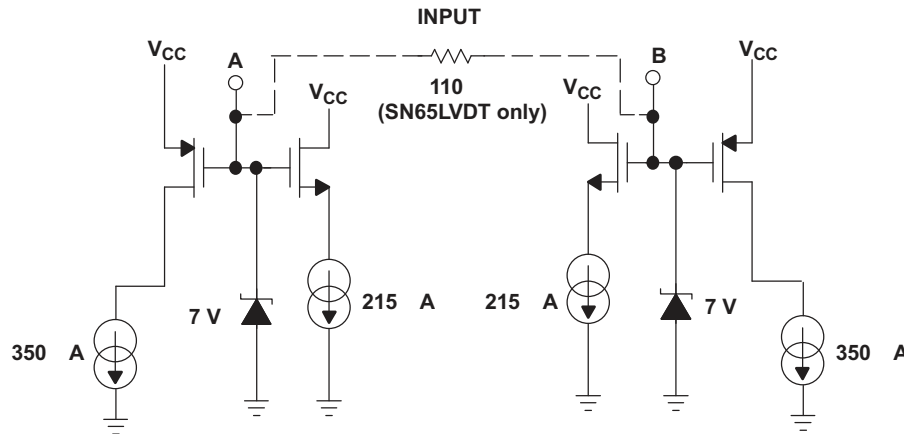 INPUT
VCC
A
B
VCC
110
(SN65LVDT only)
VCC
VCC
7 V
215 A
215 A
7 V
350 A
350 A